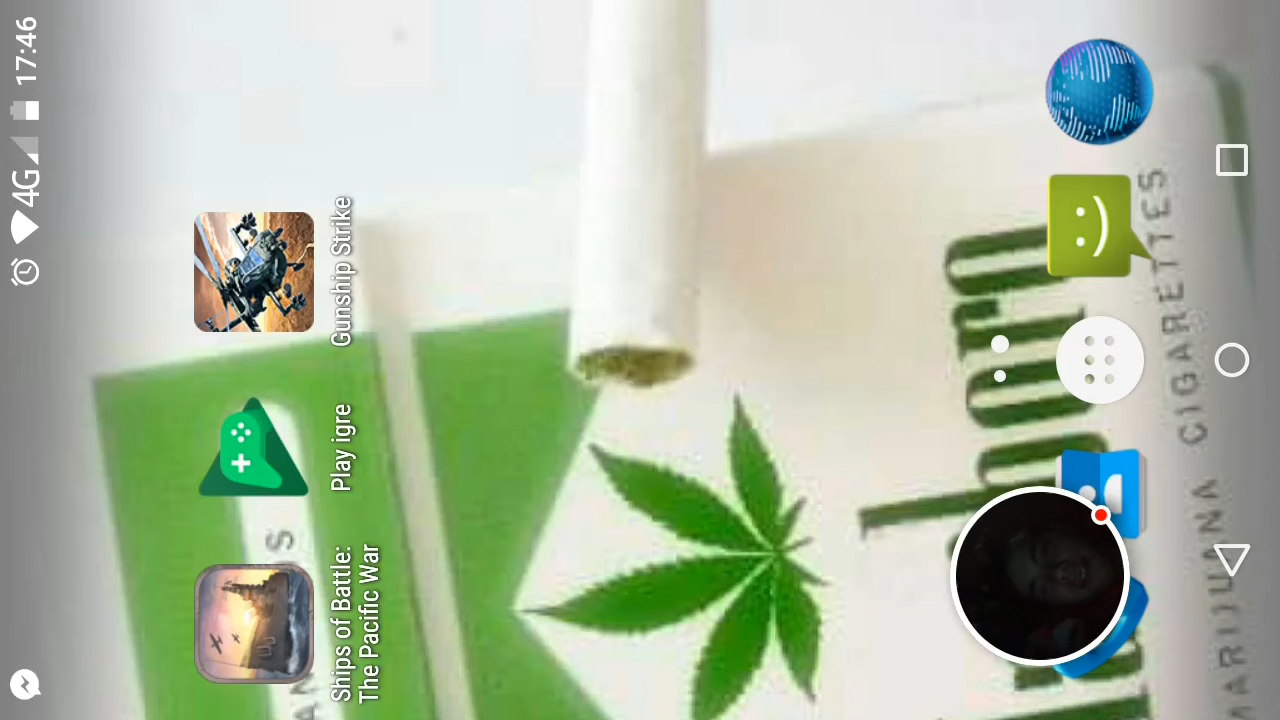 17:46
4G
Ships of Battle:
The Pacific War
Play igre
Gunship Strike
MARIJUANA CIGARETTES